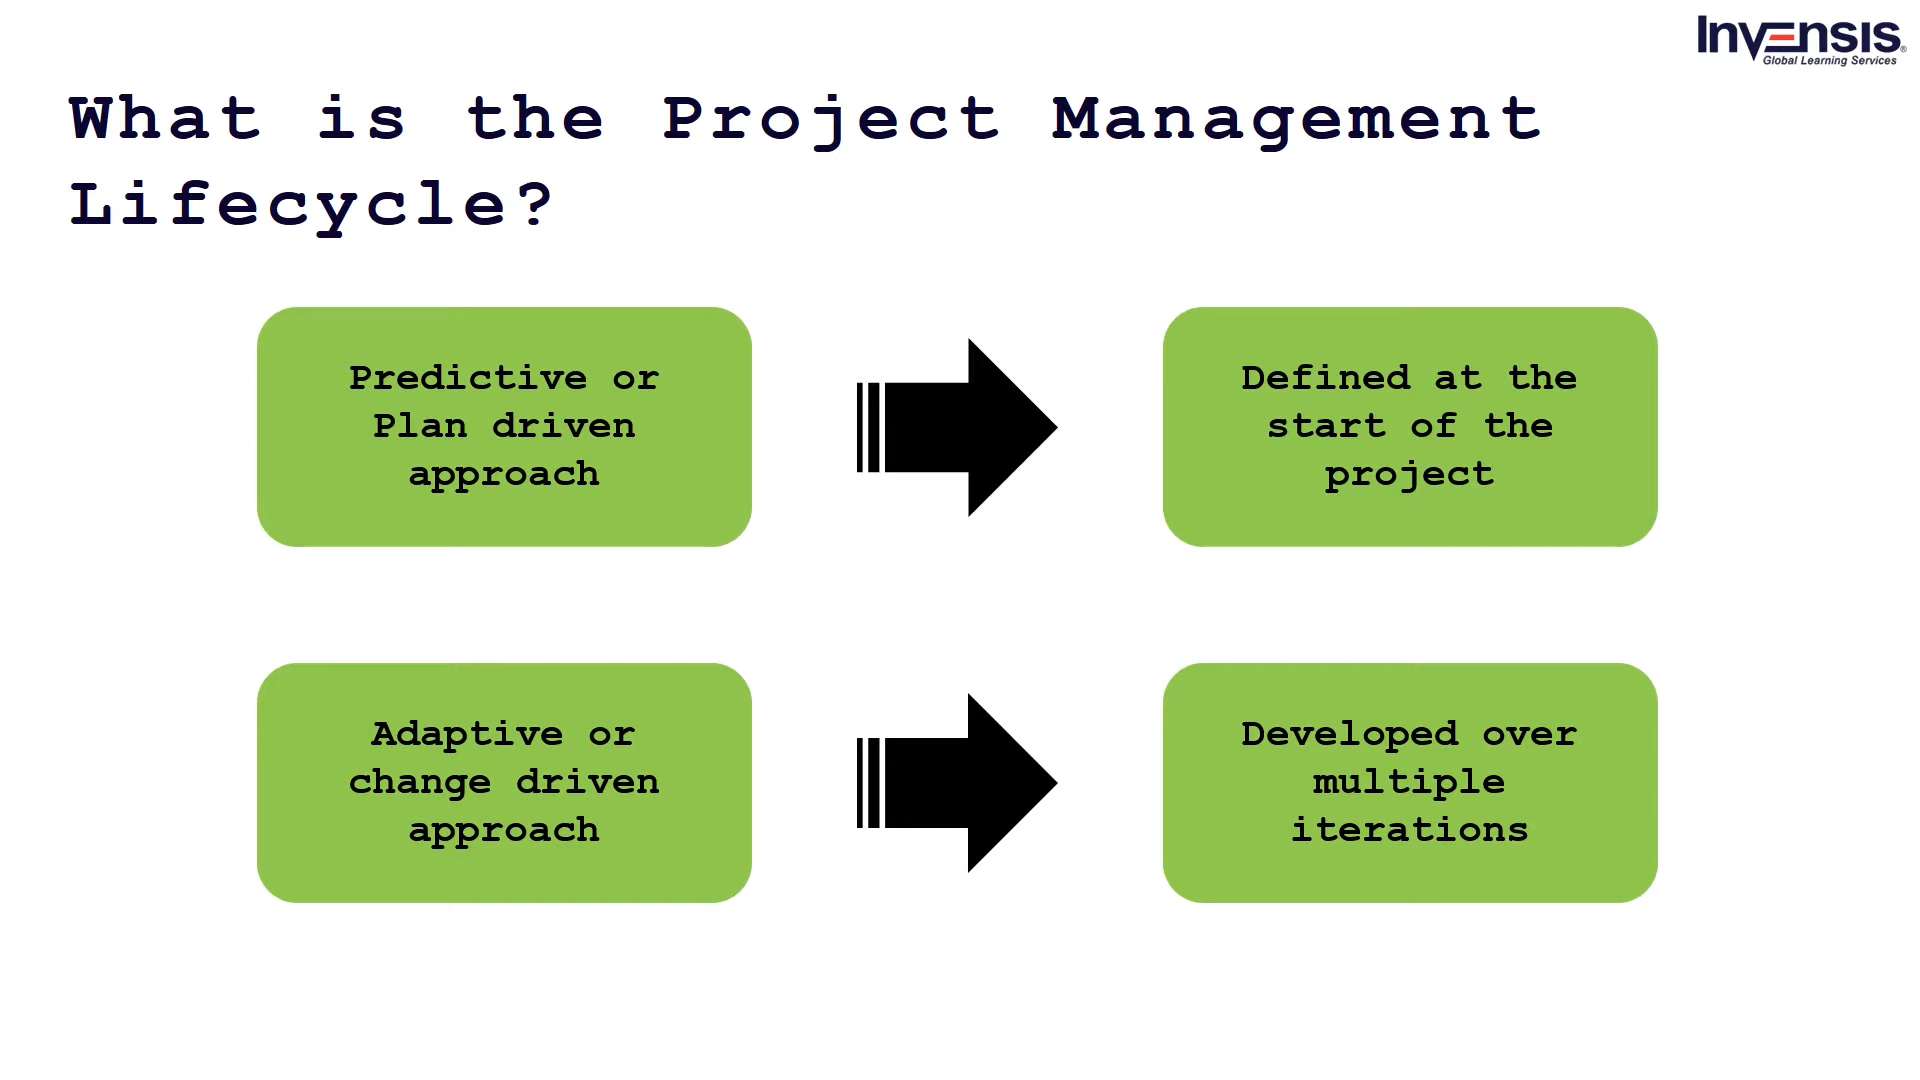 Invensis®
Global Learning Services
What is the Project Management
Lifecycle?
Predictive or
Plan driven
approach
Defined at the
start of the
project
Adaptive or
change driven
approach
Developed over
multiple
iterations